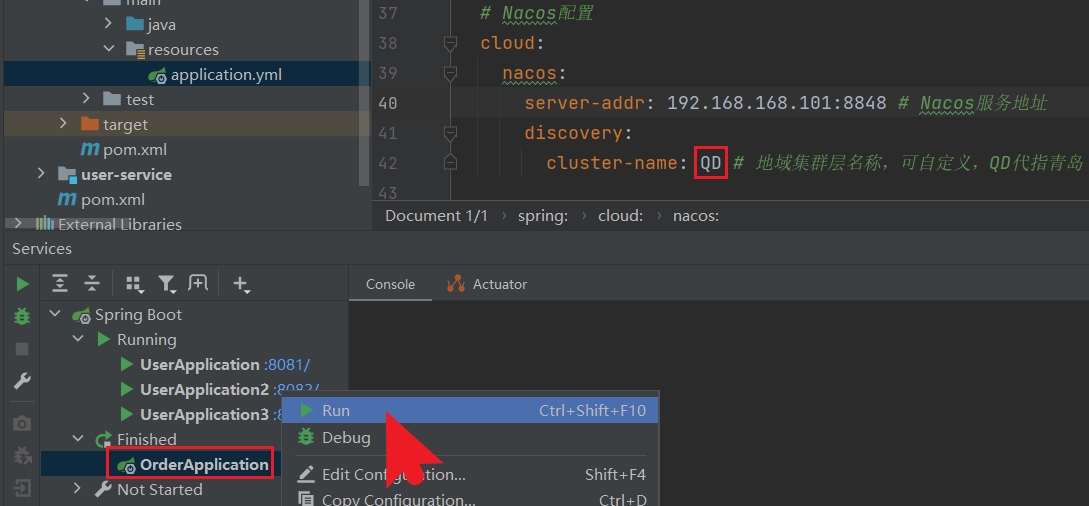 main
java
resources
application.yml
test
target
pom.xml
user-service
pom.xml
External Libraries
37 # Nacos配置
38 cloud:
39 nacos:
40 server-addr: 192.168.168.101:8848 # Nacos服务地址
41 discovery:
42 cluster-name: QD # 地域集群层名称，可自定义，QD代指青岛
43
Document 1/1 › spring: › cloud: › nacos:
Services
Console Actuator
Spring Boot
Running
UserApplication :8081/
UserApplication2 :8082/
UserApplication3
Finished
OrderApplication
Not Started
Run Ctrl+Shift+F10
Debug
Edit Configuration... Shift+F4
Copy Configuration... Ctrl+D